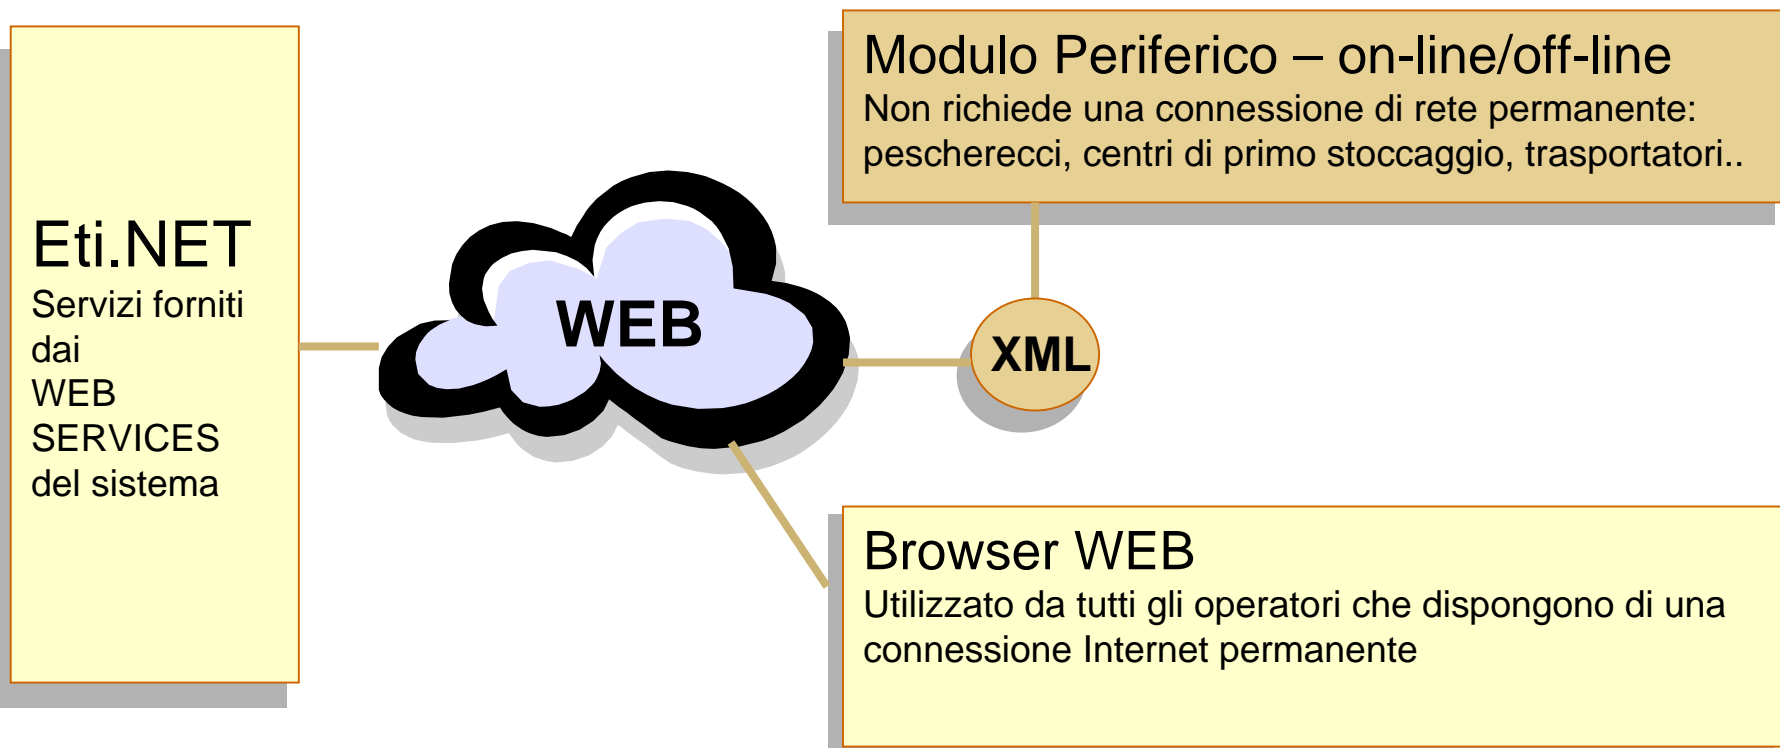 Eti.NET
Servizi forniti
dai
WEB
SERVICES
del sistema
WEB
XML
Modulo Periferico – on-line/off-line
Non richiede una connessione di rete permanente:
pescherecci, centri di primo stoccaggio, trasportatori..
Browser WEB
Utilizzato da tutti gli operatori che dispongono di una
connessione Internet permanente